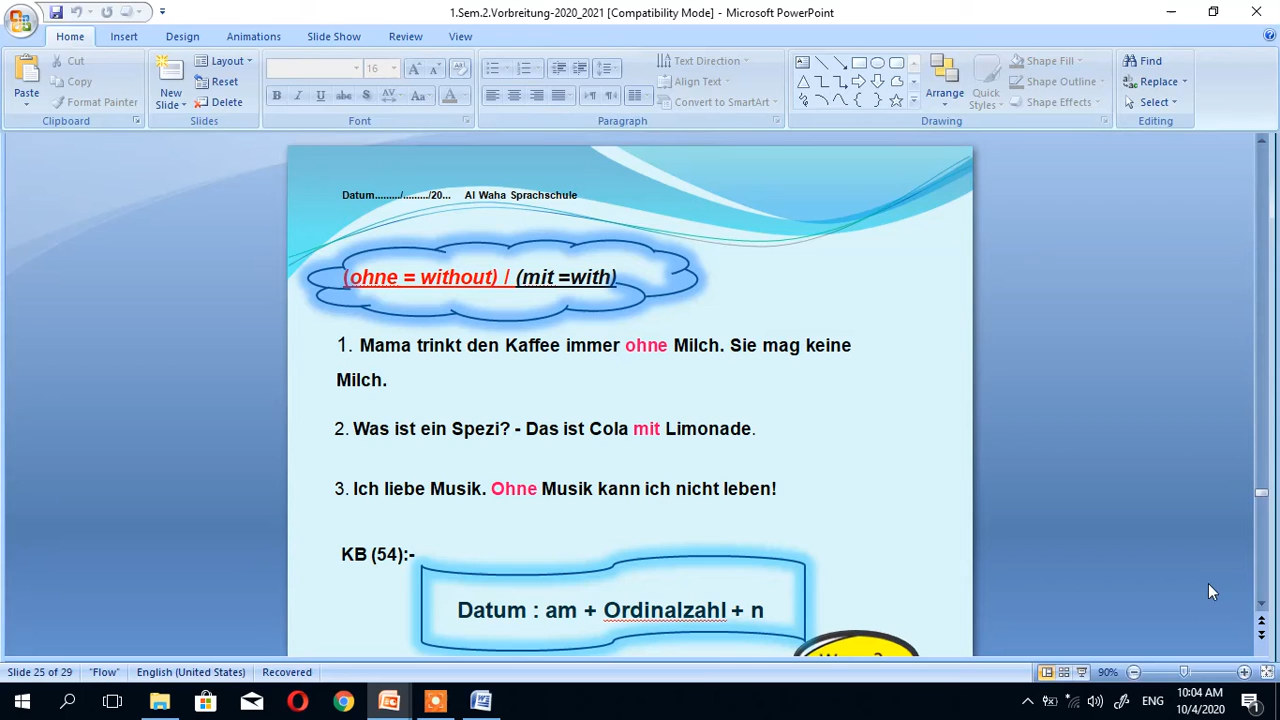 1.Sem.2.Vorbreitung-2020_2021 [Compatibility Mode] - Microsoft PowerPoint
Home Insert Design Animations Slide Show Review View
Cut Layout 16 Text Direction Shape Fill Find
Paste Copy New Slide Reset Align Text Arrange Quick Styles Shape Outline Replace
Format Painter Delete B I U abc S AV Aa A Convert to SmartArt Shape Effects Select
Clipboard Slides Font Paragraph Drawing Editing
Datum........./........./20... Al Waha Sprachschule
(ohne = without) / (mit =with)
1. Mama trinkt den Kaffee immer ohne Milch. Sie mag keine
Milch.
2. Was ist ein Spezi? - Das ist Cola mit Limonade.
3. Ich liebe Musik. Ohne Musik kann ich nicht leben!
KB (54):-
Datum : am + Ordinalzahl + n
Slide 25 of 29 "Flow" English (United States) Recovered 90%
ENG 10:04 AM
10/4/2020